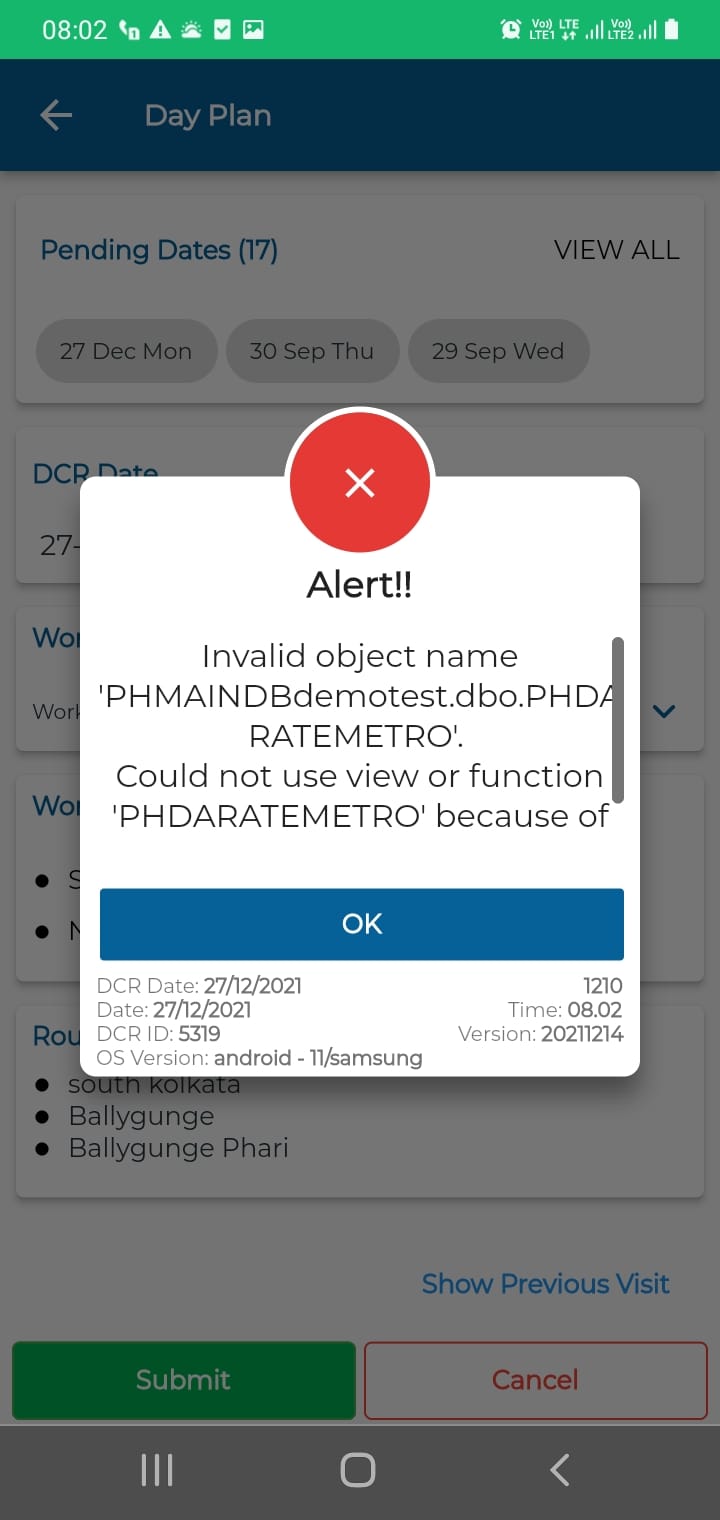 08:02
Vo)) LTE
LTE1
Vo))
LTE2
Day Plan
Pending Dates (17) VIEW ALL
27 Dec Mon 30 Sep Thu 29 Sep Wed
DCR Date
27-
Alert!!
Invalid object name
'PHMAINDBdemotest.dbo.PHDA
RATEMETRO'.
Could not use view or function
'PHDARATEMETRO' because of
Wor
Work
Wor
S
N
OK
DCR Date: 27/12/2021 1210
Date: 27/12/2021 Time: 08.02
DCR ID: 5319 Version: 20211214
OS Version: android - 11/samsung
Rou
south kolkata
Ballygunge
Ballygunge Phari
Show Previous Visit
Submit Cancel